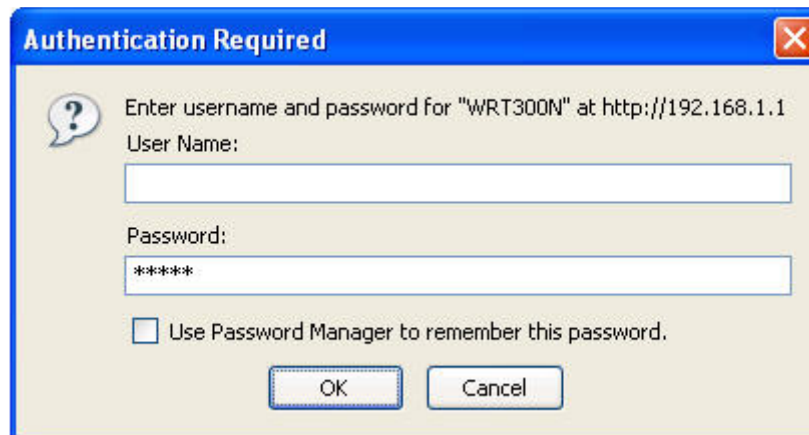 Authentication Required
Enter username and password for "WRT300N" at http://192.168.1.1
User Name:
Password:
*****
Use Password Manager to remember this password.
OK
Cancel